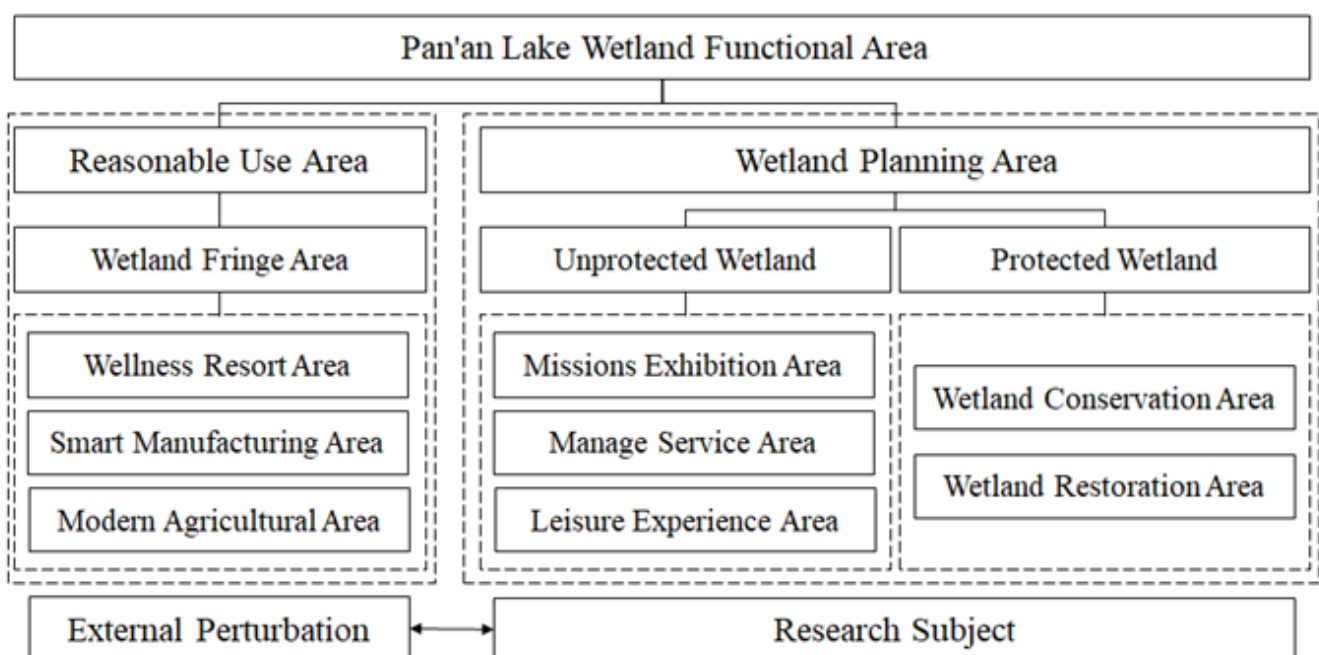 Pan'an Lake Wetland Functional Area
Reasonable Use Area
Wetland Planning Area
Wetland Fringe Area
Unprotected Wetland
Protected Wetland
Wellness Resort Area
Smart Manufacturing Area
Modern Agricultural Area
Missions Exhibition Area
Manage Service Area
Leisure Experience Area
Wetland Conservation Area
Wetland Restoration Area
External Perturbation
Research Subject